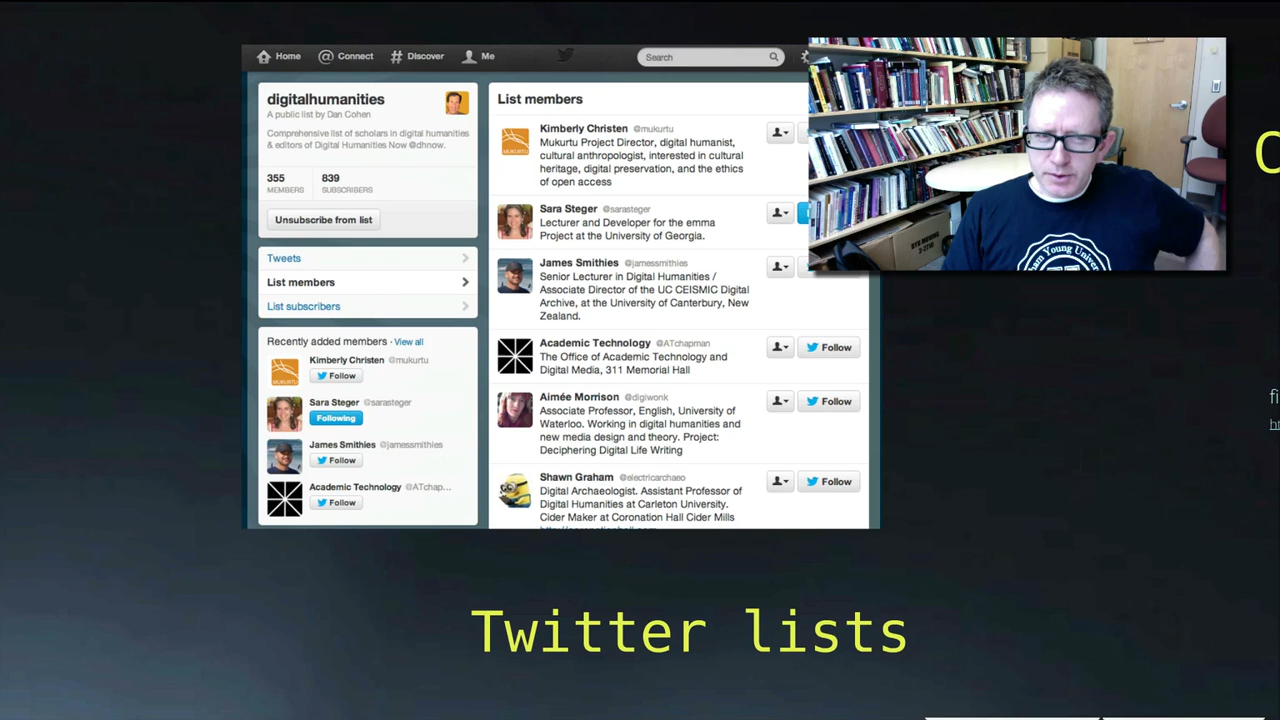 Home
Connect
Discover
Me
Search
digitalhumanities
A public list by Dan Cohen
Comprehensive list of scholars in digital humanities
& editors of Digital Humanities Now @dhnow.
355
MEMBERS
839
SUBSCRIBERS
Unsubscribe from list
Tweets
List members
List subscribers
Recently added members · View all
Kimberly Christen @mukurtu
Follow
Sara Steger @sarasteger
Following
James Smithies @jamessmithies
Follow
Academic Technology @ATchap...
Follow
List members
Kimberly Christen @mukurtu
Mukurtu Project Director, digital humanist,
cultural anthropologist, interested in cultural
heritage, digital preservation, and the ethics
of open access
Sara Steger @sarasteger
Lecturer and Developer for the emma
Project at the University of Georgia.
James Smithies @jamessmithies
Senior Lecturer in Digital Humanities /
Associate Director of the UC CEISMIC Digital
Archive, at the University of Canterbury, New
Zealand.
Academic Technology @ATchapman
The Office of Academic Technology and
Digital Media, 311 Memorial Hall
Follow
Aimée Morrison @digiwonk
Associate Professor, English, University of
Waterloo. Working in digital humanities and
new media design and theory. Project:
Deciphering Digital Life Writing
Follow
Shawn Graham @electricarchaeo
Digital Archaeologist. Assistant Professor of
Digital Humanities at Carleton University.
Cider Maker at Coronation Hall Cider Mills
Follow
Twitter lists